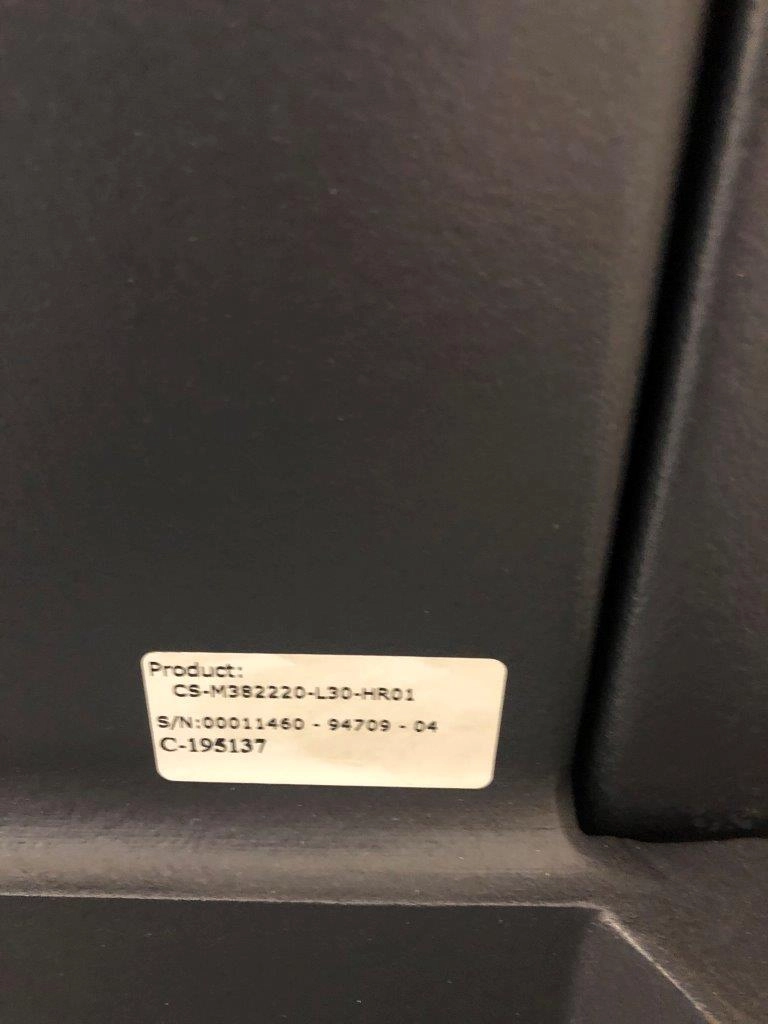 Product:
CS-M382220-L30-HR01
S/N:00011460 - 94709 - 04
C-195137